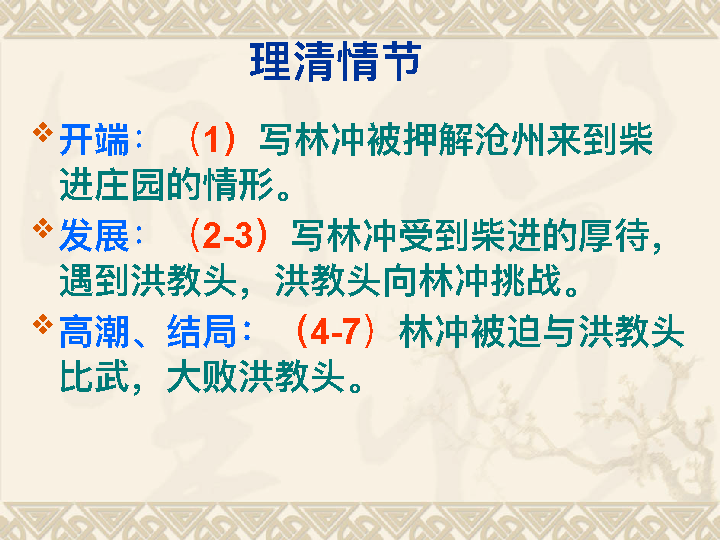 理清情节
开端：（1）写林冲被押解沧州来到柴
进庄园的情形。
发展：（2-3）写林冲受到柴进的厚待，
遇到洪教头，洪教头向林冲挑战。
高潮、结局：（4-7）林冲被迫与洪教头
比武，大败洪教头。